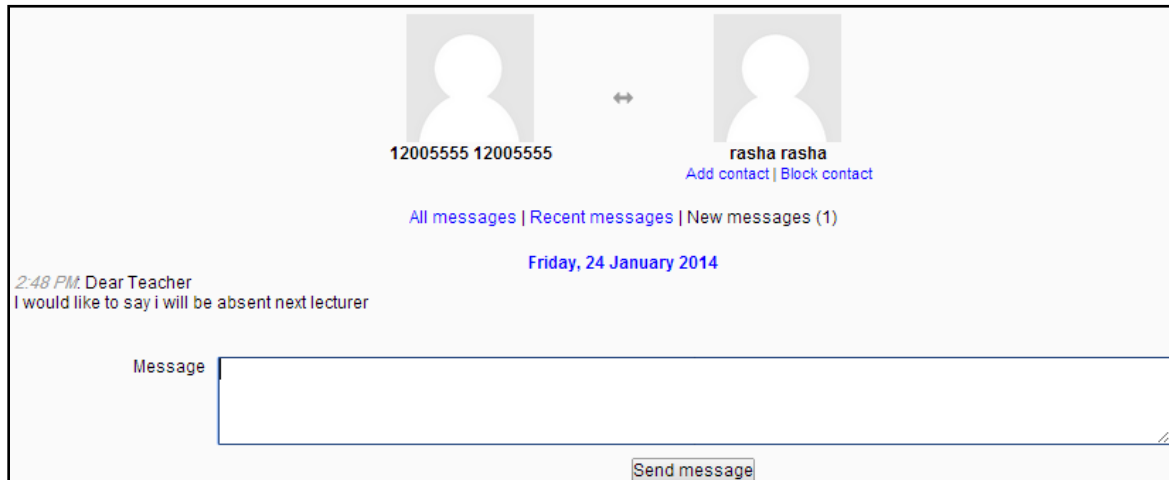 12005555 12005555
rasha rasha
Add contact | Block contact
All messages | Recent messages | New messages (1)
Friday, 24 January 2014
2:48 PM: Dear Teacher
I would like to say i will be absent next lecturer
Message
Send message